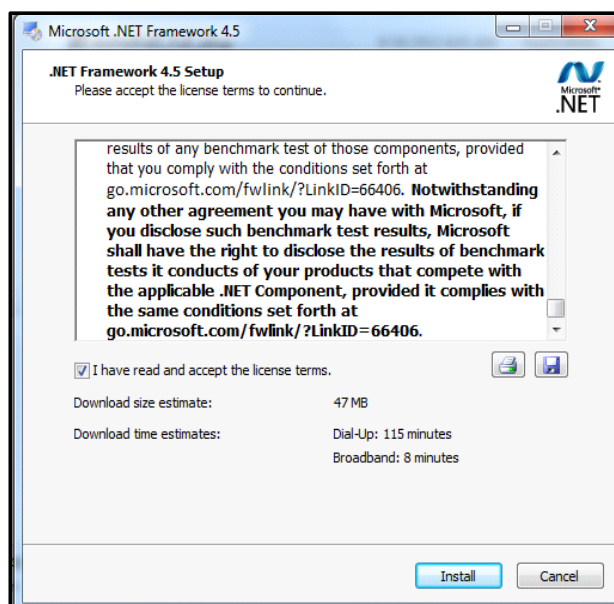 Microsoft .NET Framework 4.5
.NET Framework 4.5 Setup
Please accept the license terms to continue.
Microsoft®
.NET
results of any benchmark test of those components, provided
that you comply with the conditions set forth at
go.microsoft.com/fwlink/?LinkID=66406. Notwithstanding
any other agreement you may have with Microsoft, if
you disclose such benchmark test results, Microsoft
shall have the right to disclose the results of benchmark
tests it conducts of your products that compete with
the applicable .NET Component, provided it complies with
the same conditions set forth at
go.microsoft.com/fwlink/?LinkID=66406.
I have read and accept the license terms.
Download size estimate: 47 MB
Download time estimates: Dial-Up: 115 minutes
Broadband: 8 minutes
Install Cancel